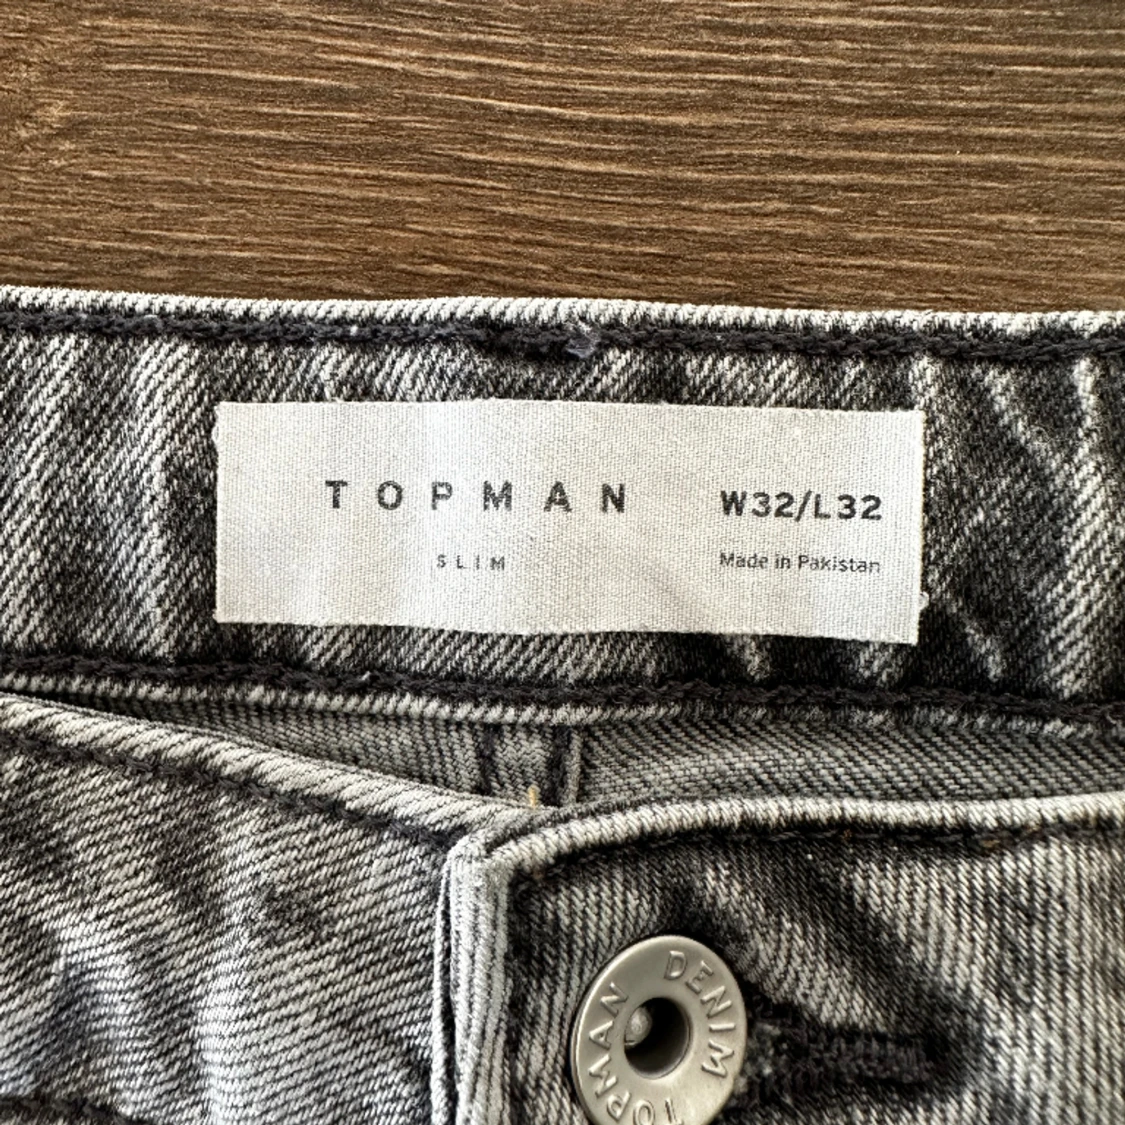 TOPMAN
SLIM
W32/L32
Made in Pakistan
TOPMAN DENIM